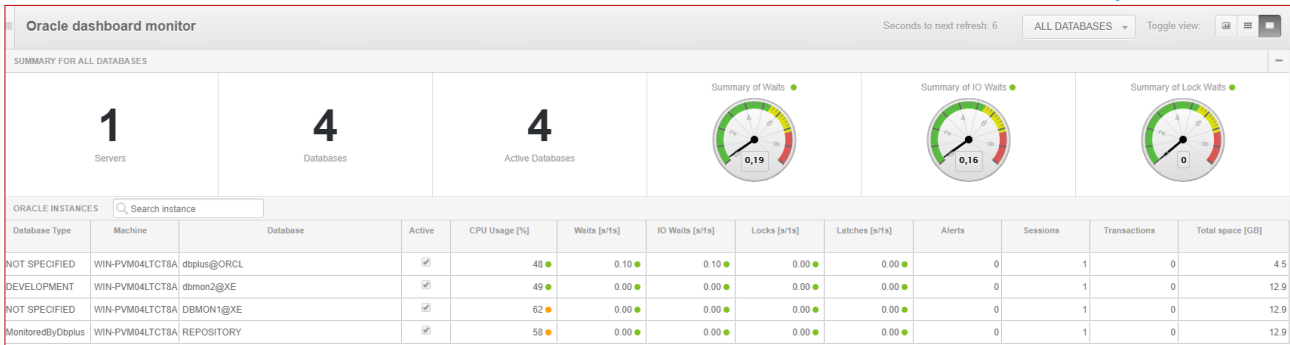 Oracle dashboard monitor Seconds to next refresh: 6 ALL DATABASES Toggle view:
SUMMARY FOR ALL DATABASES
Summary of Waits Summary of IO Waits Summary of Lock Waits
1 4 4
Servers Databases Active Databases
0,19 0,16 0
ORACLE INSTANCES Search instance
Database Type Machine Database Active CPU Usage [%] Waits [s/1s] IO Waits [s/1s] Locks [s/1s] Latches [s/1s] Alerts Sessions Transactions Total space [GB]
NOT SPECIFIED WIN-PVM04LTCT8A dbplus@ORCL 48 0.10 0.10 0.00 0.00 0 1 0 4.5
DEVELOPMENT WIN-PVM04LTCT8A dbmon2@XE 49 0.00 0.00 0.00 0.00 0 1 0 12.9
NOT SPECIFIED WIN-PVM04LTCT8A DBMON1@XE 62 0.00 0.00 0.00 0.00 0 1 0 12.9
MonitoredByDbplus WIN-PVM04LTCT8A REPOSITORY 58 0.00 0.00 0.00 0.00 0 1 0 12.9